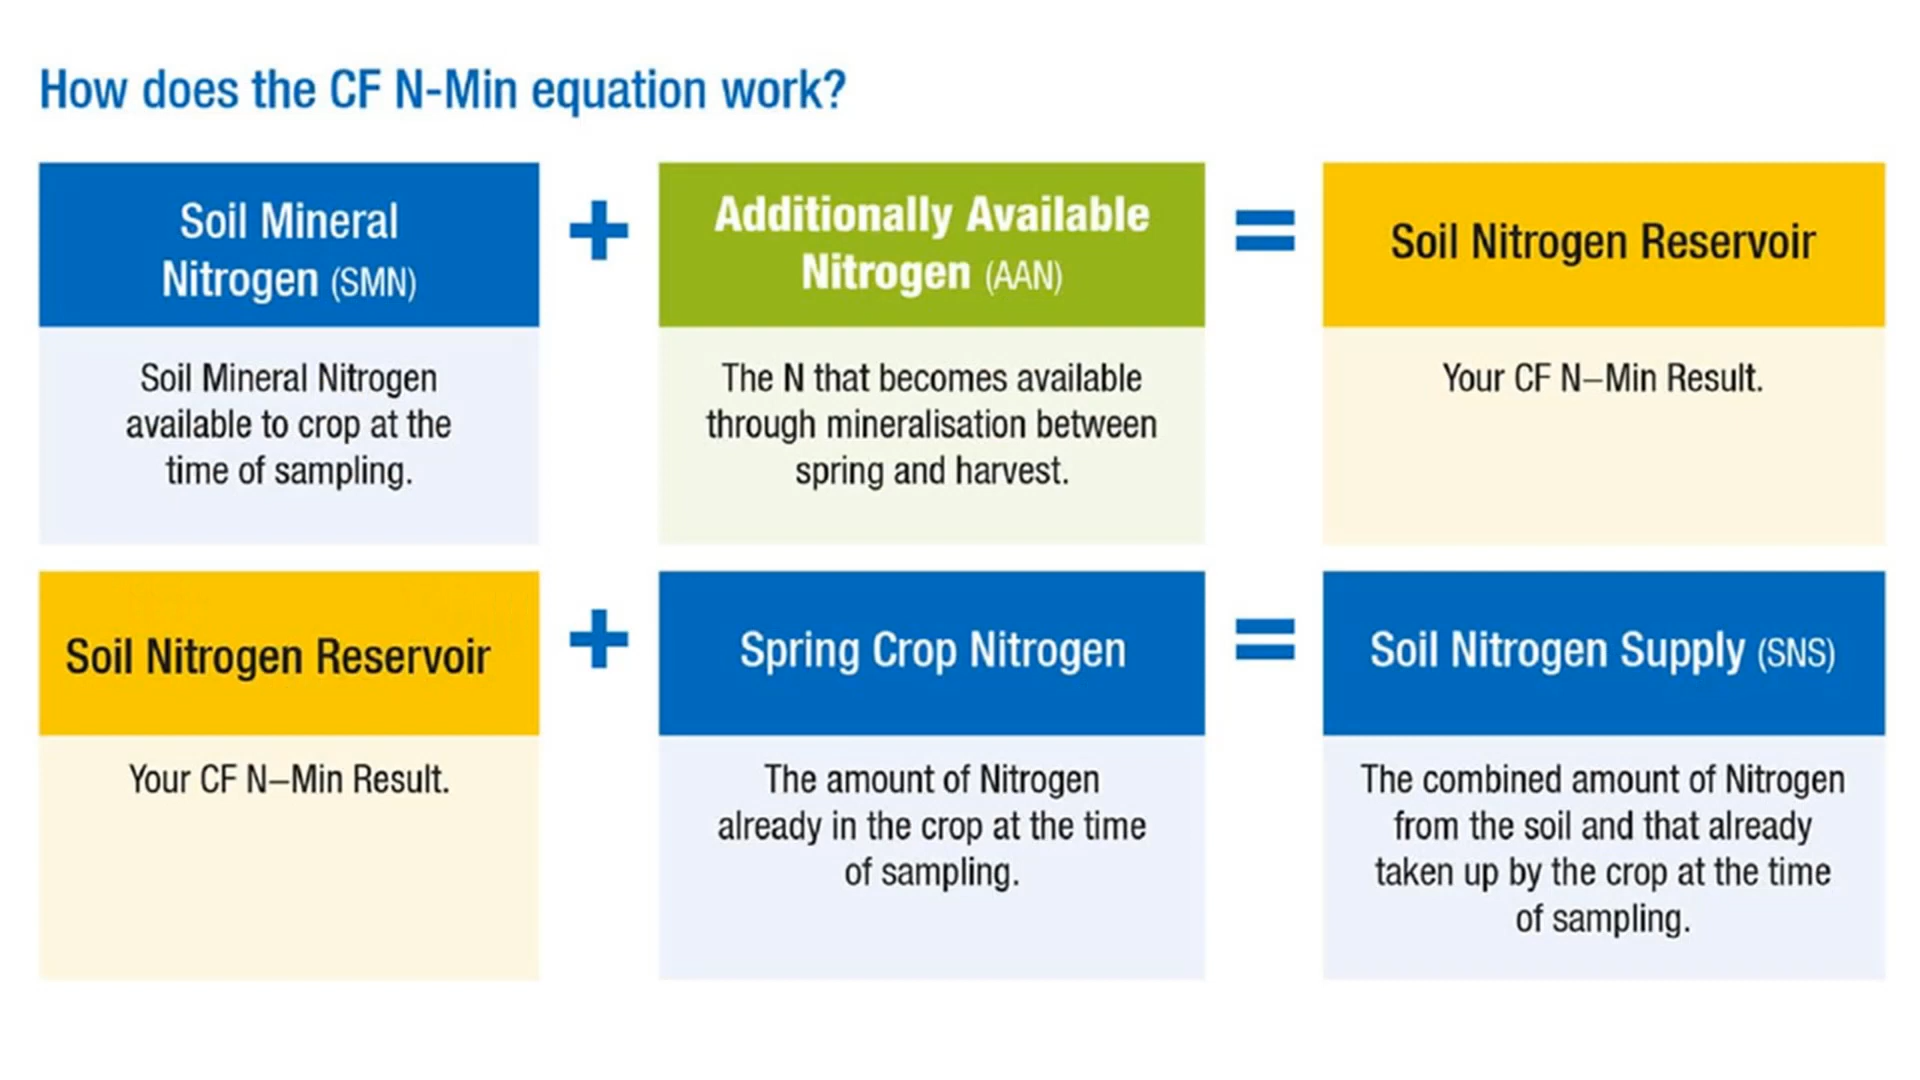 How does the CF N-Min equation work?
Soil Mineral
Nitrogen (SMN)
+
Additionally Available
Nitrogen (AAN)
=
Soil Nitrogen Reservoir
Soil Mineral Nitrogen
available to crop at the
time of sampling.
The N that becomes available
through mineralisation between
spring and harvest.
Your CF N–Min Result.
Soil Nitrogen Reservoir
+
Spring Crop Nitrogen
=
Soil Nitrogen Supply (SNS)
Your CF N–Min Result.
The amount of Nitrogen
already in the crop at the time
of sampling.
The combined amount of Nitrogen
from the soil and that already
taken up by the crop at the time
of sampling.